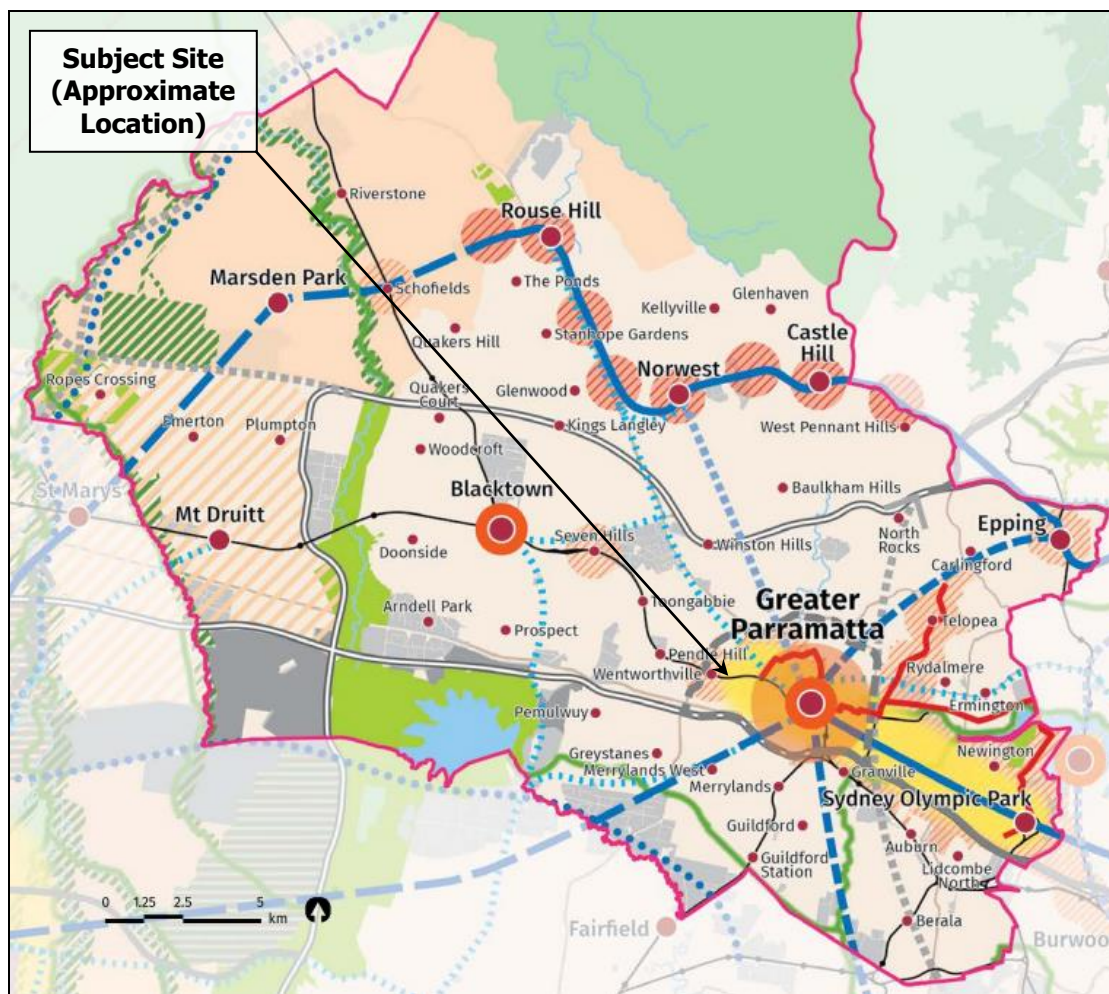 Subject Site
(Approximate
Location)
Riverstone
Rouse Hill
Marsden Park
Schofields
The Ponds
Kellyville
Glenhaven
Quakers Hill
Stanhope Gardens
Castle
Hill
Norwest
Ropes Crossing
Quakers
Court
Glenwood
Emerton
Plumpton
Kings Langley
West Pennant Hills
Woodcroft
St Marys
Blacktown
Baulkham Hills
Mt Druitt
Doonside
Seven Hills
Winston Hills
North
Rocks
Epping
Carlingford
Arndell Park
Prospect
Toongabbie
Greater
Parramatta
Telopea
Pendle Hill
Wentworthville
Rydalmere
Ermington
Pemulwuy
Greystanes
Merrylands West
Merrylands
Granville
Newington
Sydney Olympic Park
Guildford
Auburn
Guildford
Station
Lidcombe
North
Berala
Fairfield
Burwood
0 1.25 2.5 5
km